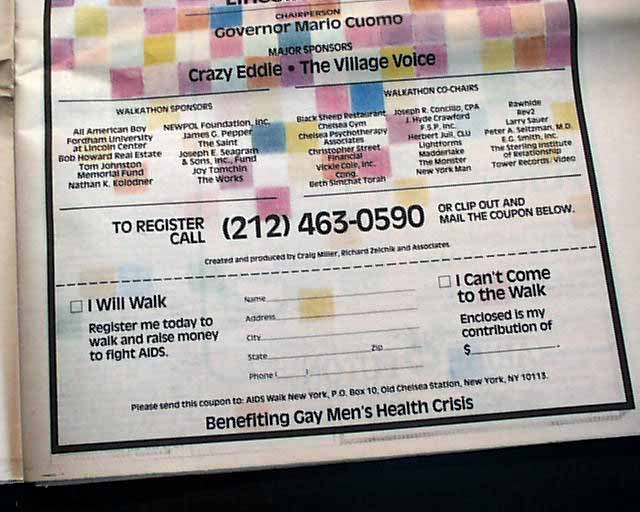 CHAIRPERSON
Governor Mario Cuomo
MAJOR SPONSORS
Crazy Eddie • The Village Voice
WALKATHON SPONSORS
All American Boy
Fordham University
at Lincoln Center
Bob Howard Real Estate
Tom Johnston
Memorial Fund
Nathan K. Kolodner
NEWPOL Foundation, Inc.
James G. Pepper
The Saint
Joseph E. Seagram
& Sons, Inc., Fund
Joy Tomchin
The Works
WALKATHON CO-CHAIRS
Black Sheep Restaurant
Chelsea Gym
Chelsea Psychotherapy
Associates
Christopher Street
Financial
Vickie Cole, Inc.
Cong.
Beth Simchat Torah
Joseph R. Concilio, CPA
J. Hyde Crawford
F.S.P. Inc.
Herbert Jail, CLU
Lightforms
Madderlake
The Monster
New York Man
Rawhide
Rev2
Larry Sauer
Peter A. Seitzman, M.D.
E.G. Smith, Inc.
The Sterling Institute
of Relationship
Tower Records/Video
TO REGISTER
CALL
(212) 463-0590
OR CLIP OUT AND
MAIL THE COUPON BELOW.
Created and produced by Craig Miller, Richard Zelchik and Associates
I Will Walk
Register me today to
walk and raise money
to fight AIDS.
Name
Address
City
State Zip
Phone ( )
I Can't Come
to the Walk
Enclosed is my
contribution of
$ .
Please send this coupon to: AIDS Walk New York, P.O. Box 10, Old Chelsea Station, New York, NY 10113.
Benefiting Gay Men's Health Crisis